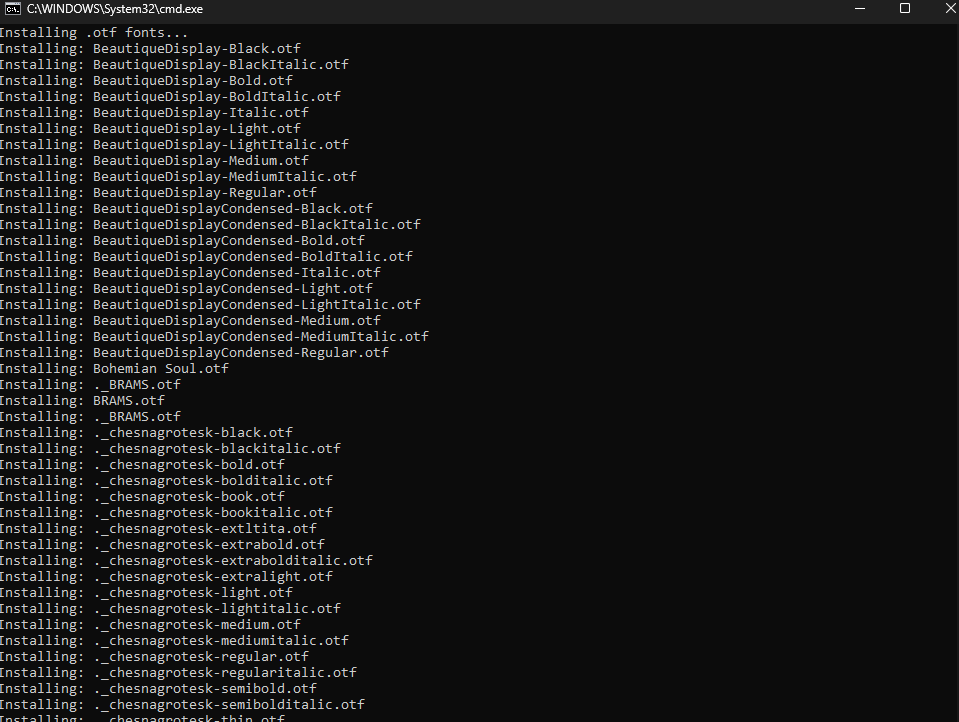 C:\WINDOWS\System32\cmd.exe
Installing .otf fonts...
Installing: BeautiqueDisplay-Black.otf
Installing: BeautiqueDisplay-BlackItalic.otf
Installing: BeautiqueDisplay-Bold.otf
Installing: BeautiqueDisplay-BoldItalic.otf
Installing: BeautiqueDisplay-Italic.otf
Installing: BeautiqueDisplay-Light.otf
Installing: BeautiqueDisplay-LightItalic.otf
Installing: BeautiqueDisplay-Medium.otf
Installing: BeautiqueDisplay-MediumItalic.otf
Installing: BeautiqueDisplay-Regular.otf
Installing: BeautiqueDisplayCondensed-Black.otf
Installing: BeautiqueDisplayCondensed-BlackItalic.otf
Installing: BeautiqueDisplayCondensed-Bold.otf
Installing: BeautiqueDisplayCondensed-BoldItalic.otf
Installing: BeautiqueDisplayCondensed-Italic.otf
Installing: BeautiqueDisplayCondensed-Light.otf
Installing: BeautiqueDisplayCondensed-LightItalic.otf
Installing: BeautiqueDisplayCondensed-Medium.otf
Installing: BeautiqueDisplayCondensed-MediumItalic.otf
Installing: BeautiqueDisplayCondensed-Regular.otf
Installing: Bohemian Soul.otf
Installing: ._BRAMS.otf
Installing: BRAMS.otf
Installing: ._BRAMS.otf
Installing: ._chesnagrotesk-black.otf
Installing: ._chesnagrotesk-blackitalic.otf
Installing: ._chesnagrotesk-bold.otf
Installing: ._chesnagrotesk-bolditalic.otf
Installing: ._chesnagrotesk-book.otf
Installing: ._chesnagrotesk-bookitalic.otf
Installing: ._chesnagrotesk-extltita.otf
Installing: ._chesnagrotesk-extrabold.otf
Installing: ._chesnagrotesk-extrabolditalic.otf
Installing: ._chesnagrotesk-extralight.otf
Installing: ._chesnagrotesk-light.otf
Installing: ._chesnagrotesk-lightitalic.otf
Installing: ._chesnagrotesk-medium.otf
Installing: ._chesnagrotesk-mediumitalic.otf
Installing: ._chesnagrotesk-regular.otf
Installing: ._chesnagrotesk-regularitalic.otf
Installing: ._chesnagrotesk-semibold.otf
Installing: ._chesnagrotesk-semibolditalic.otf
Installing: ._chesnagrotesk-thin.otf